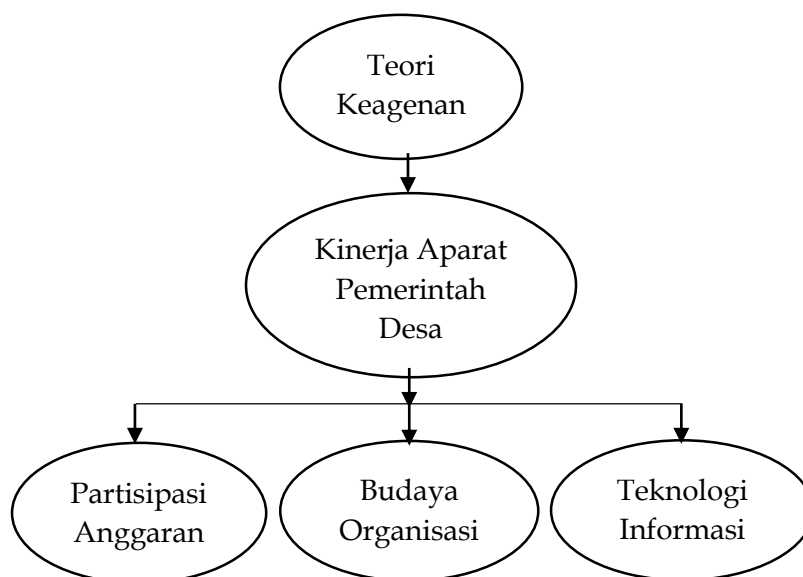 Teori
Keagenan
Kinerja Aparat
Pemerintah
Desa
Partisipasi
Anggaran
Budaya
Organisasi
Teknologi
Informasi